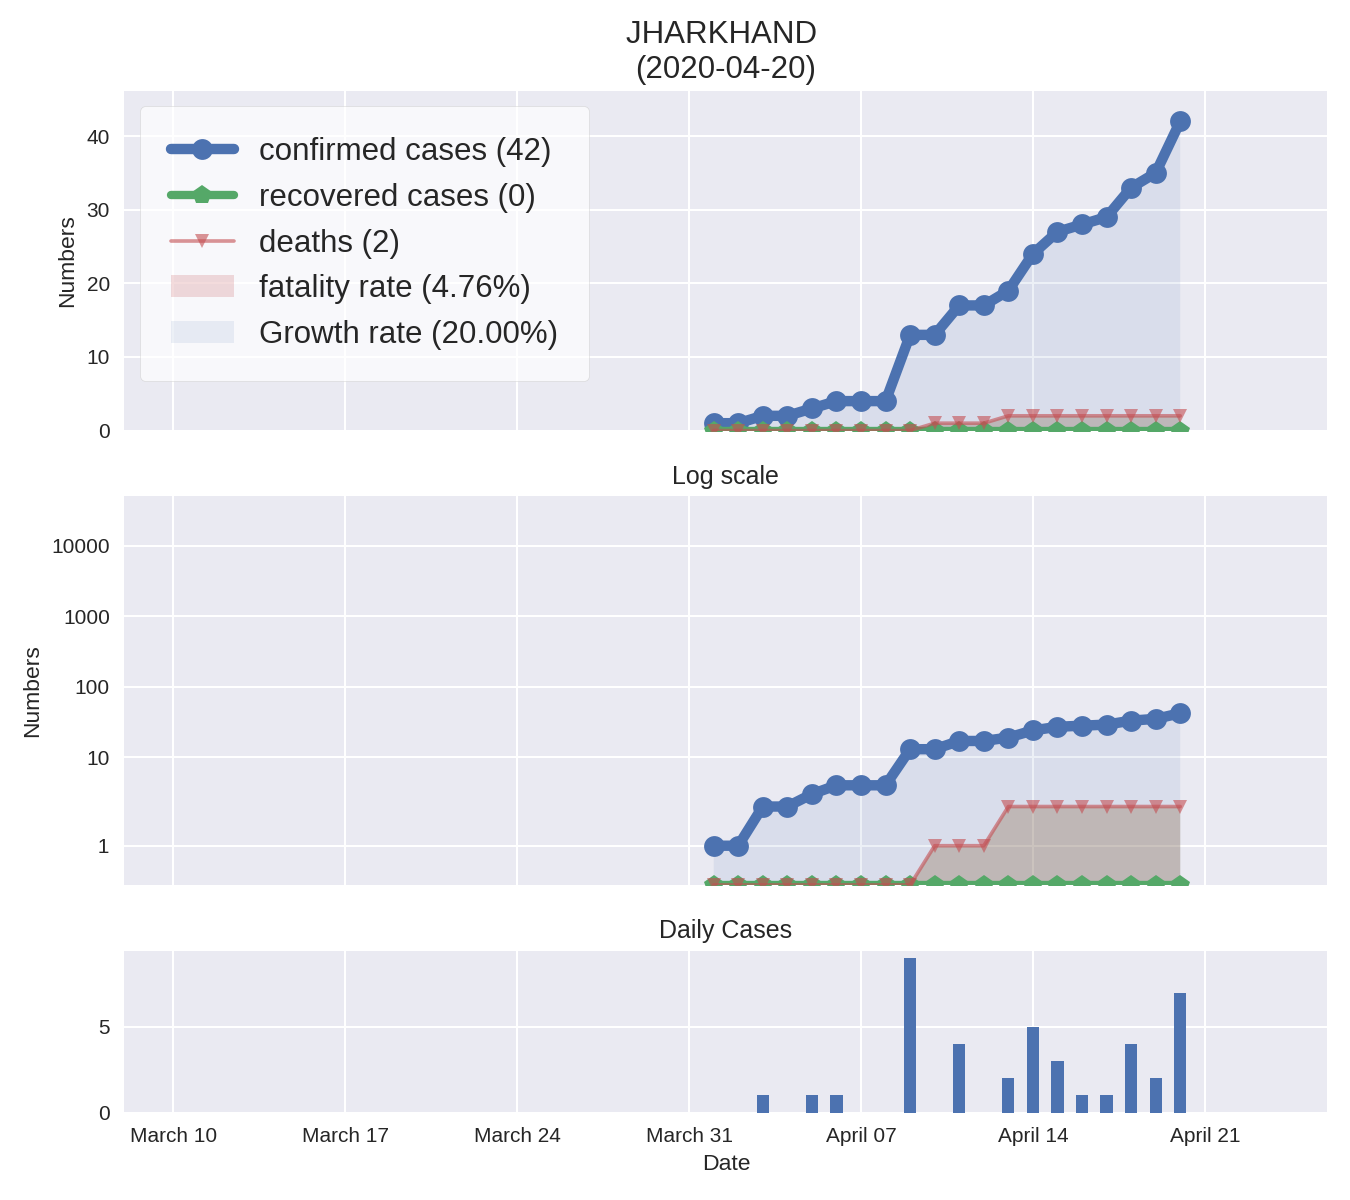 JHARKHAND
(2020-04-20)
confirmed cases (42)
recovered cases (0)
deaths (2)
fatality rate (4.76%)
Growth rate (20.00%)
Numbers
40
30
20
10
0
Log scale
Numbers
10000
1000
100
10
1
Daily Cases
5
0
March 10 March 17 March 24 March 31 April 07 April 14 April 21
Date